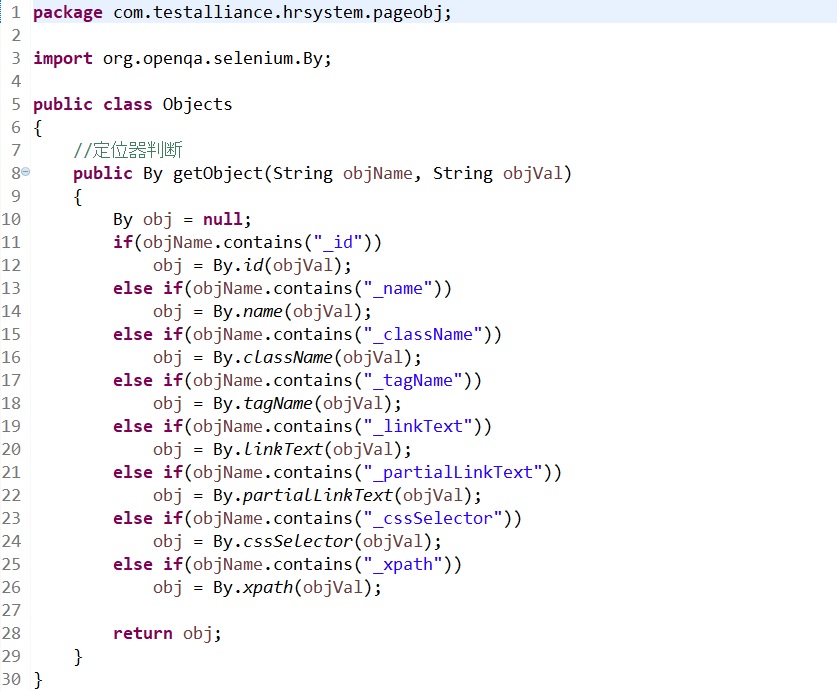 1 package com.testalliance.hrsystem.pageobj;
2
3 import org.openqa.selenium.By;
4
5 public class Objects
6 {
7     //定位器判断
8     public By getObject(String objName, String objVal)
9     {
10         By obj = null;
11         if(objName.contains("_id"))
12             obj = By.id(objVal);
13         else if(objName.contains("_name"))
14             obj = By.name(objVal);
15         else if(objName.contains("_className"))
16             obj = By.className(objVal);
17         else if(objName.contains("_tagName"))
18             obj = By.tagName(objVal);
19         else if(objName.contains("_linkText"))
20             obj = By.linkText(objVal);
21         else if(objName.contains("_partialLinkText"))
22             obj = By.partialLinkText(objVal);
23         else if(objName.contains("_cssSelector"))
24             obj = By.cssSelector(objVal);
25         else if(objName.contains("_xpath"))
26             obj = By.xpath(objVal);
27
28         return obj;
29     }
30 }